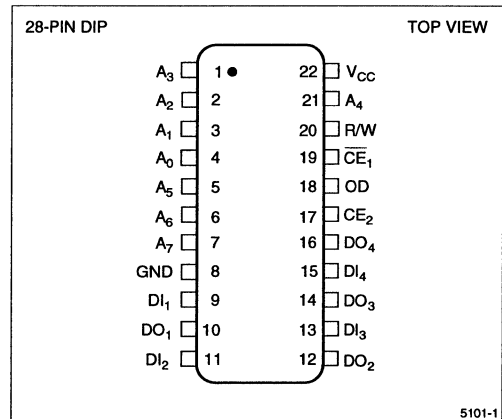 28-PIN DIP TOP VIEW
A3 1 22 VCC
A2 2 21 A4
A1 3 20 R/W
A0 4 19 C̅E̅1
A5 5 18 OD
A6 6 17 CE2
A7 7 16 DO4
GND 8 15 DI4
DI1 9 14 DO3
DO1 10 13 DI3
DI2 11 12 DO2
5101-1